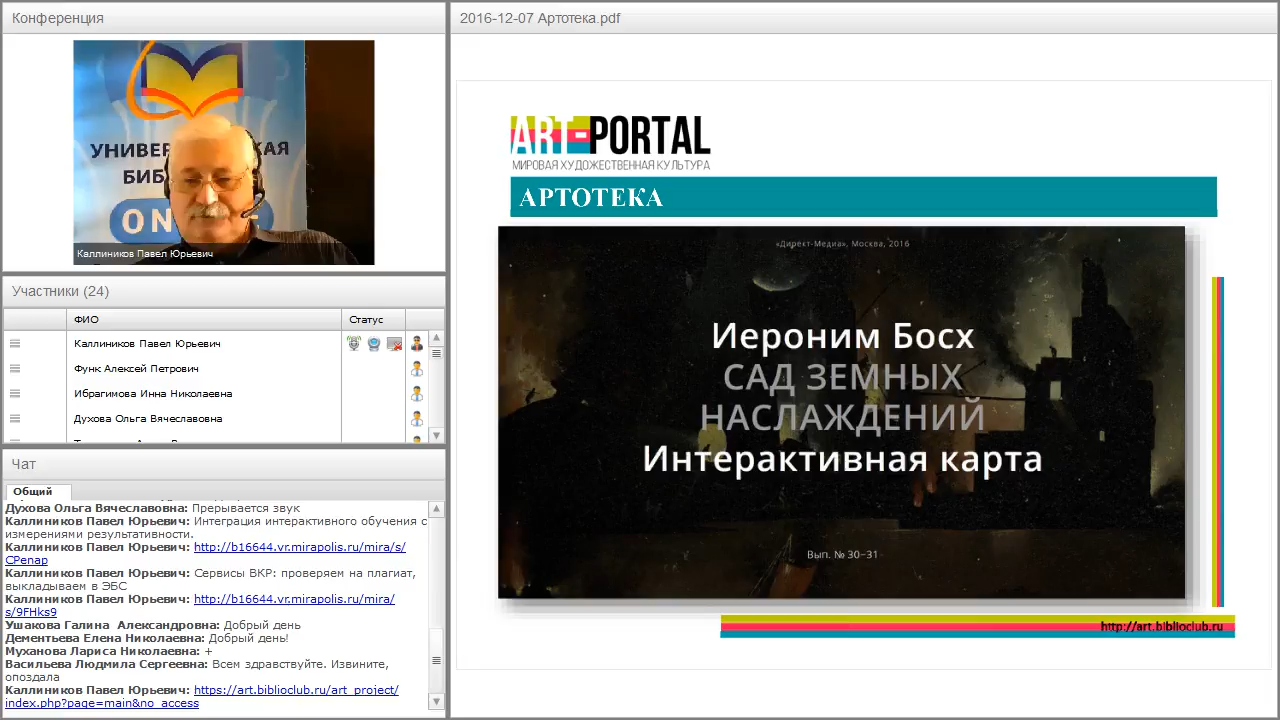 Конференция
УНИВЕР СКАЯ
БИБ
ON E
Каллиников Павел Юрьевич
Участники (24)
ФИО Статус
Каллиников Павел Юрьевич
Функ Алексей Петрович
Ибрагимова Инна Николаевна
Духова Ольга Вячеславовна
Чат
Общий
Духова Ольга Вячеславовна: Прерывается звук
Каллиников Павел Юрьевич: Интеграция интерактивного обучения с
измерениями результативности.
Каллиников Павел Юрьевич: http://b16644.vr.mirapolis.ru/mira/s/
CPenap
Каллиников Павел Юрьевич: Сервисы ВКР: проверяем на плагиат,
выкладываем в ЭБС
Каллиников Павел Юрьевич: http://b16644.vr.mirapolis.ru/mira/
s/9FHks9
Ушакова Галина Александровна: Добрый день
Дементьева Елена Николаевна: Добрый день!
Муханова Лариса Николаевна: +
Васильева Людмила Сергеевна: Всем здравствуйте. Извините,
опоздала
Каллиников Павел Юрьевич: https://art.biblioclub.ru/art_project/
index.php?page=main&no_access
2016-12-07 Артотека.pdf
ART-PORTAL
МИРОВАЯ ХУДОЖЕСТВЕННАЯ КУЛЬТУРА
АРТОТЕКА
«Директ-Медиа», Москва, 2016
Иероним Босх
САД ЗЕМНЫХ
НАСЛАЖДЕНИЙ
Интерактивная карта
Вып. № 30–31
http://art.biblioclub.ru